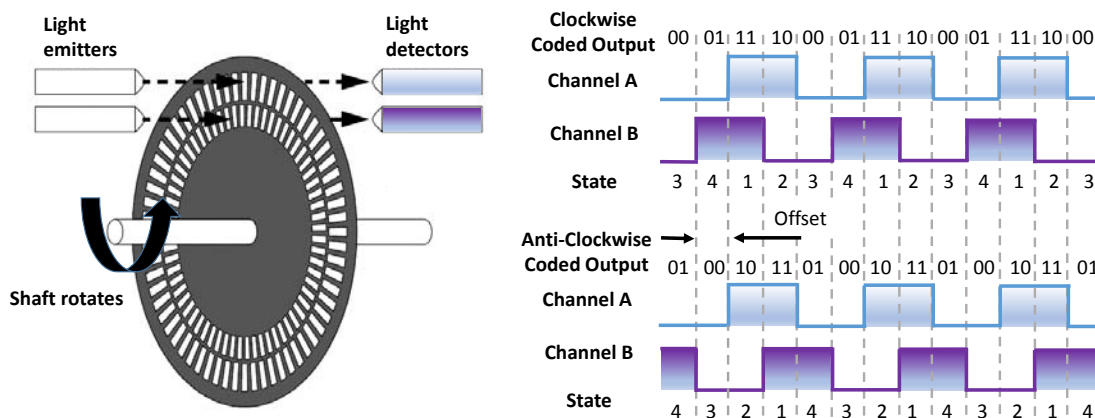 Light
emitters
Light
detectors
Shaft rotates
Clockwise
Coded Output
00 01 11 10 00 01 11 10 00 01 11 10 00
Channel A
Channel B
State
3 4 1 2 3 4 1 2 3 4 1 2 3
Offset
Anti-Clockwise
Coded Output
01 00 10 11 01 00 10 11 01 00 10 11 01
Channel A
Channel B
State
4 3 2 1 4 3 2 1 4 3 2 1 4